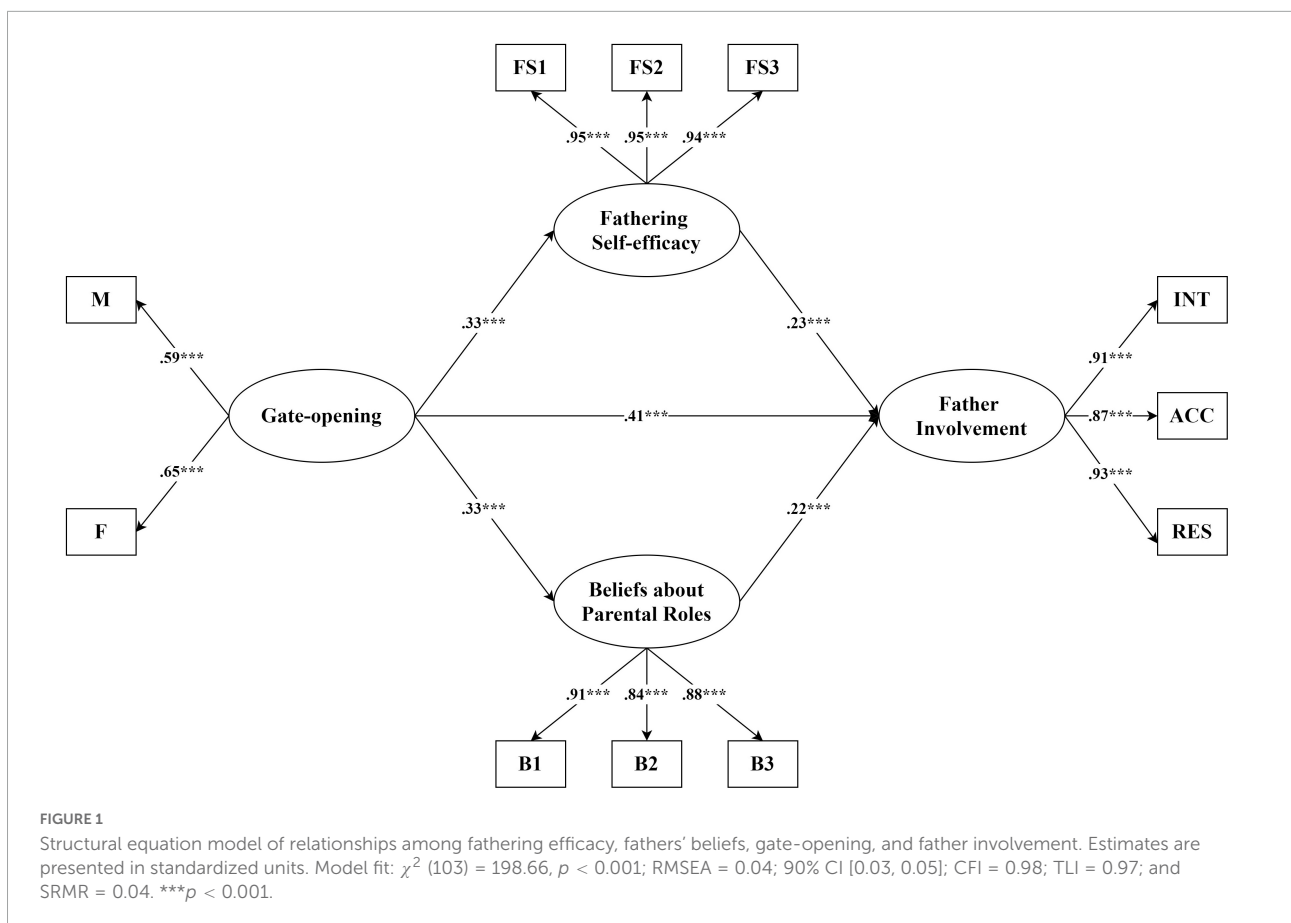 FS1 FS2 FS3
.95*** .95*** .94***
Fathering
Self-efficacy
M
INT
.59***
.33***
.23***
.91***
Gate-opening
.41***
Father
Involvement
.87***
ACC
.65***
.33***
.22***
.93***
F
RES
Beliefs about
Parental Roles
.91*** .84*** .88***
B1 B2 B3
FIGURE 1
Structural equation model of relationships among fathering efficacy, fathers’ beliefs, gate-opening, and father involvement. Estimates are
presented in standardized units. Model fit: χ² (103) = 198.66, p < 0.001; RMSEA = 0.04; 90% CI [0.03, 0.05]; CFI = 0.98; TLI = 0.97; and
SRMR = 0.04. ***p < 0.001.